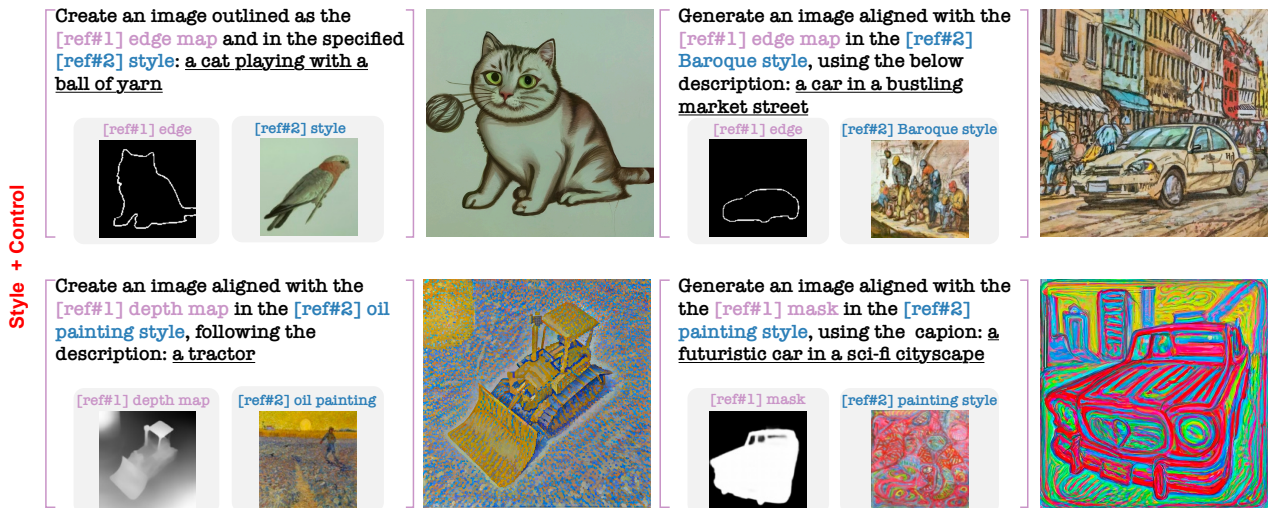 Style + Control
Create an image outlined as the
[ref#1] edge map and in the specified
[ref#2] style: a cat playing with a
ball of yarn
[ref#1] edge
[ref#2] style
Generate an image aligned with the
[ref#1] edge map in the [ref#2]
Baroque style, using the below
description: a car in a bustling
market street
[ref#1] edge
[ref#2] Baroque style
Create an image aligned with the
[ref#1] depth map in the [ref#2] oil
painting style, following the
description: a tractor
[ref#1] depth map
[ref#2] oil painting
Generate an image aligned with the
the [ref#1] mask in the [ref#2]
painting style, using the capion: a
futuristic car in a sci-fi cityscape
[ref#1] mask
[ref#2] painting style